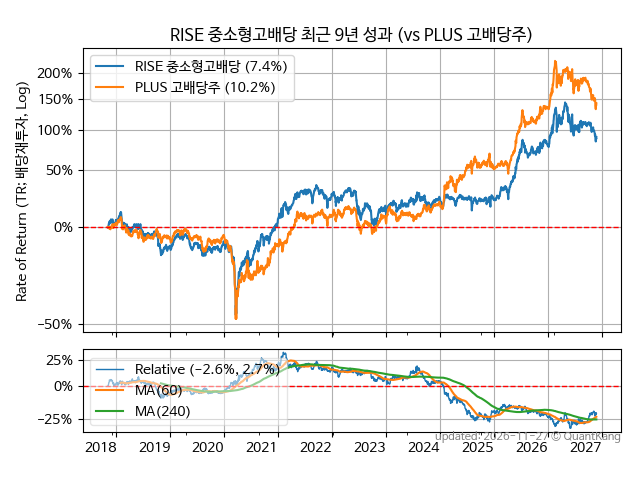 RISE 중소형고배당 최근 9년 성과 (vs PLUS 고배당주)
Rate of Return (TR: 배당재투자, Log)
RISE 중소형고배당 (7.4%)
PLUS 고배당주 (10.2%)
200%
150%
100%
50%
0%
−50%
Relative (−2.6%, 2.7%)
MA(60)
MA(240)
25%
0%
−25%
updated: 2026-11-27 © QuantKang
2018 2019 2020 2021 2022 2023 2024 2025 2026 2027